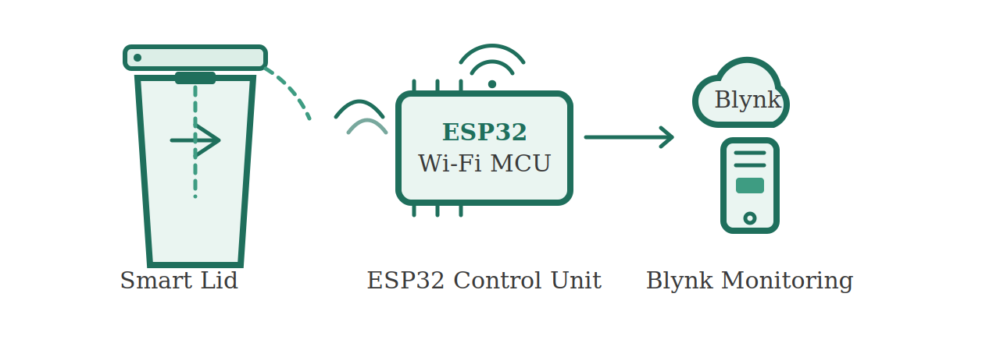 Blynk
ESP32
Wi-Fi MCU
Smart Lid
ESP32 Control Unit
Blynk Monitoring